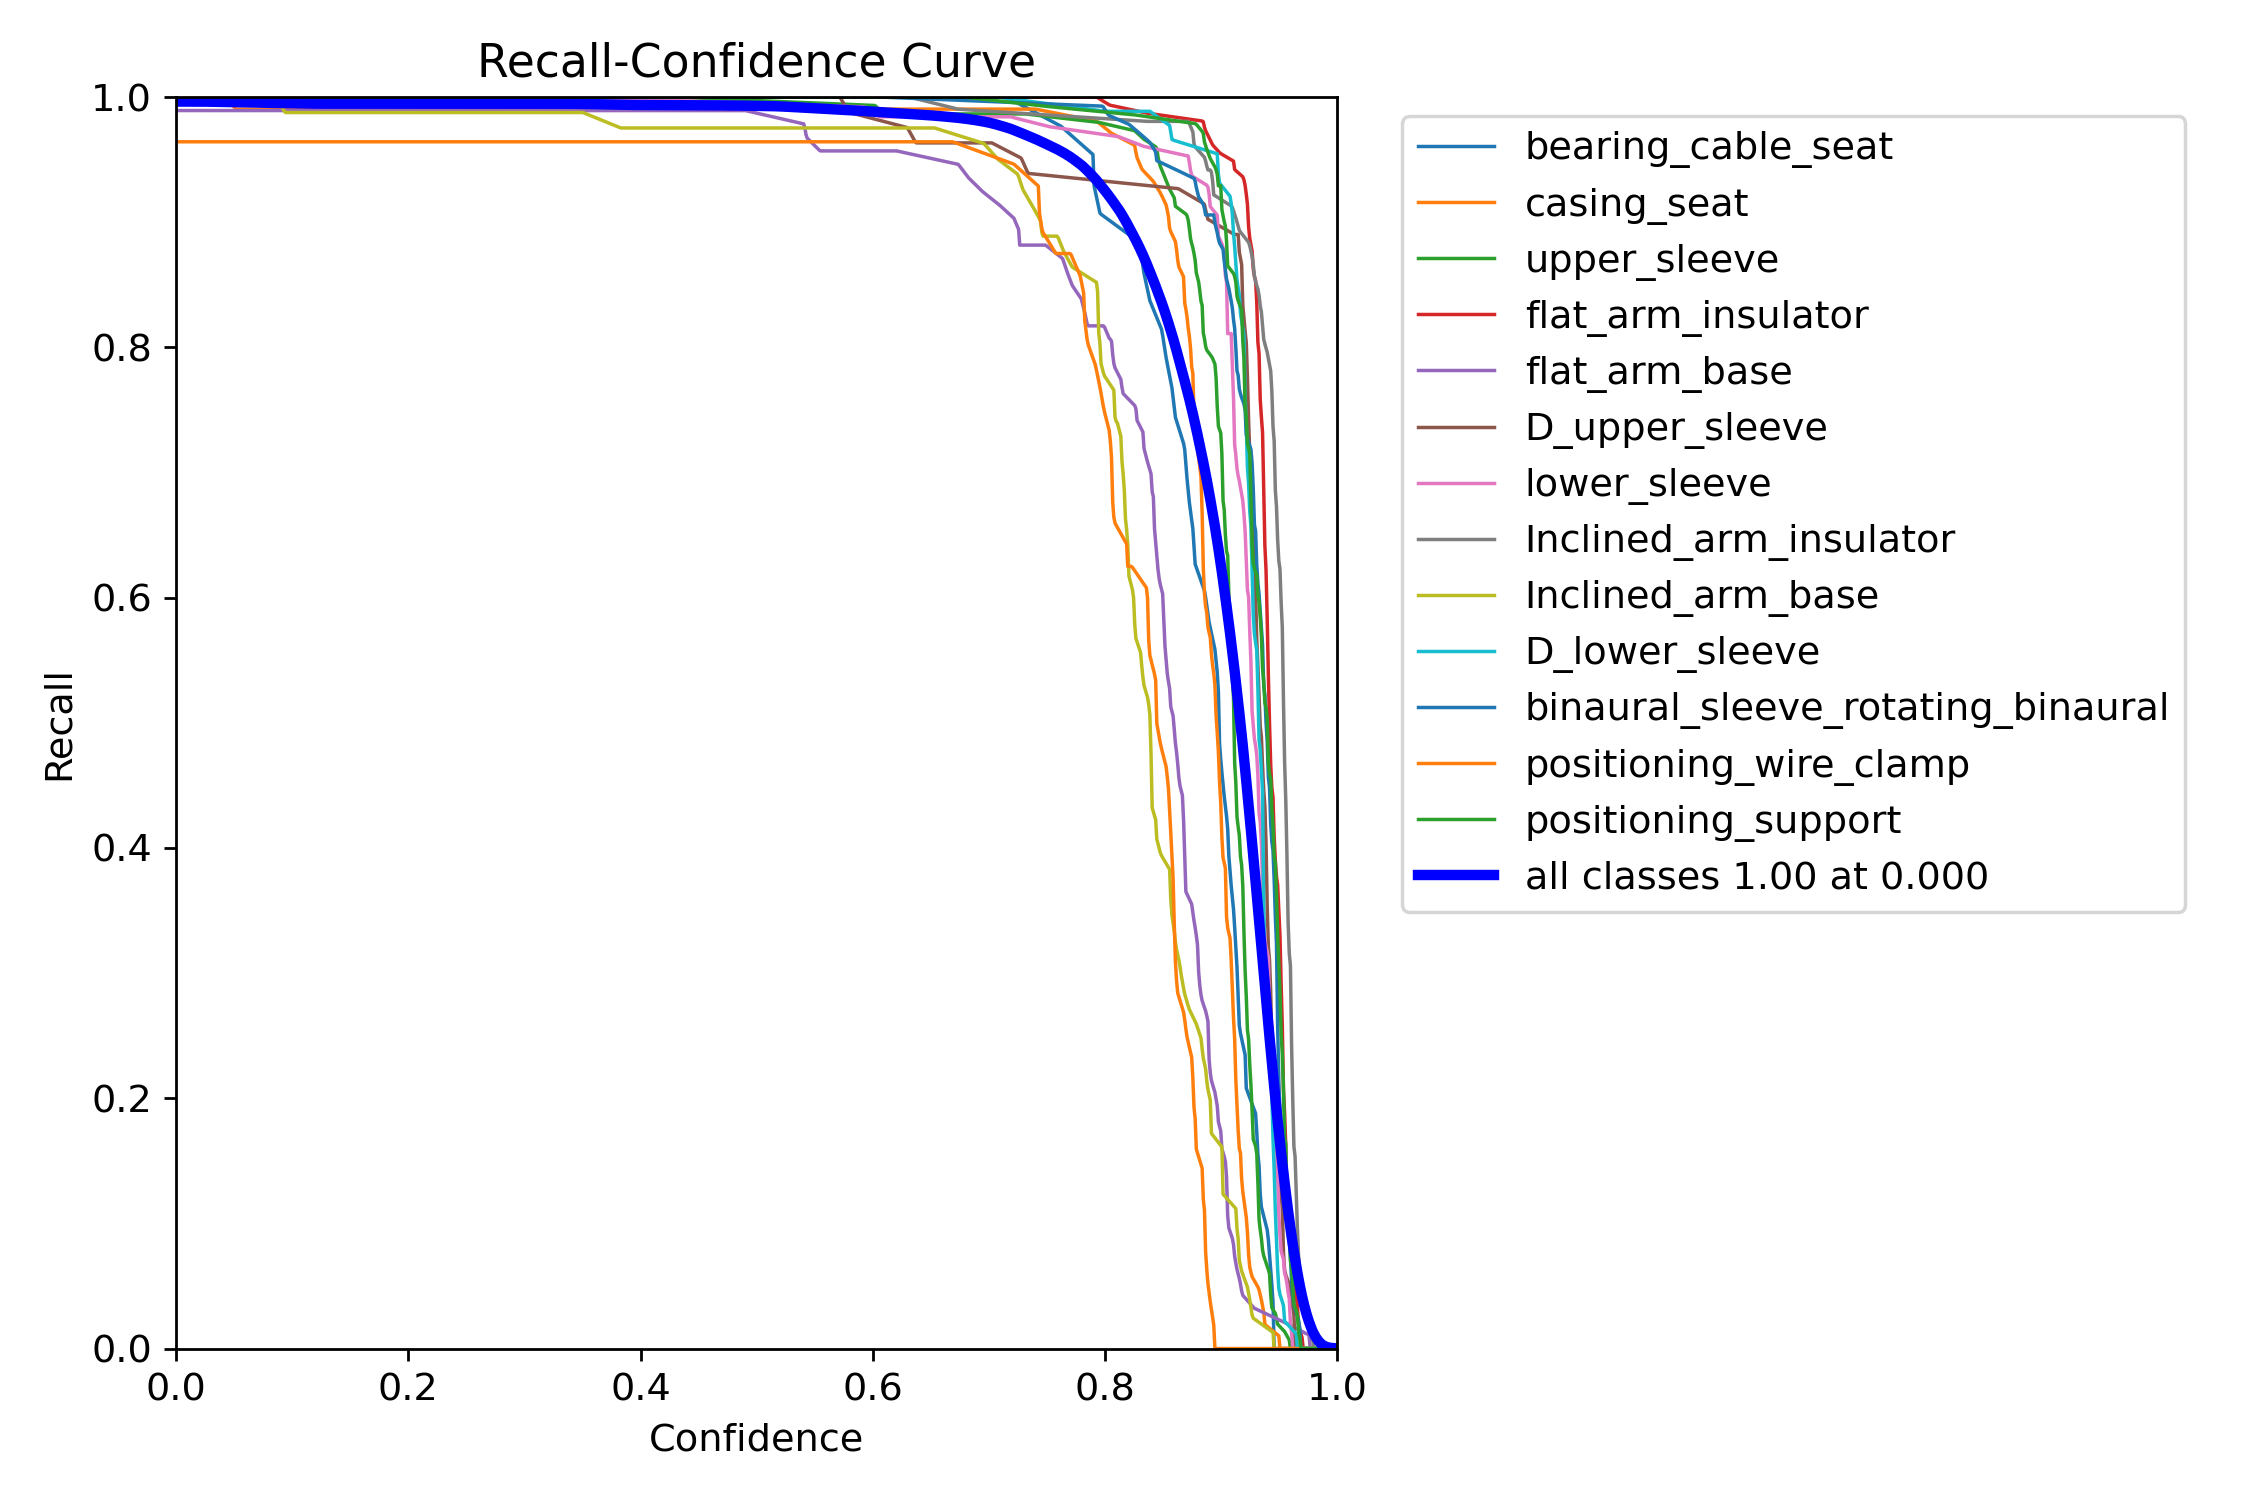 Recall-Confidence Curve
1.0
0.8
0.6
0.4
0.2
0.0
Recall
0.0 0.2 0.4 0.6 0.8 1.0
Confidence
bearing_cable_seat
casing_seat
upper_sleeve
flat_arm_insulator
flat_arm_base
D_upper_sleeve
lower_sleeve
Inclined_arm_insulator
Inclined_arm_base
D_lower_sleeve
binaural_sleeve_rotating_binaural
positioning_wire_clamp
positioning_support
all classes 1.00 at 0.000